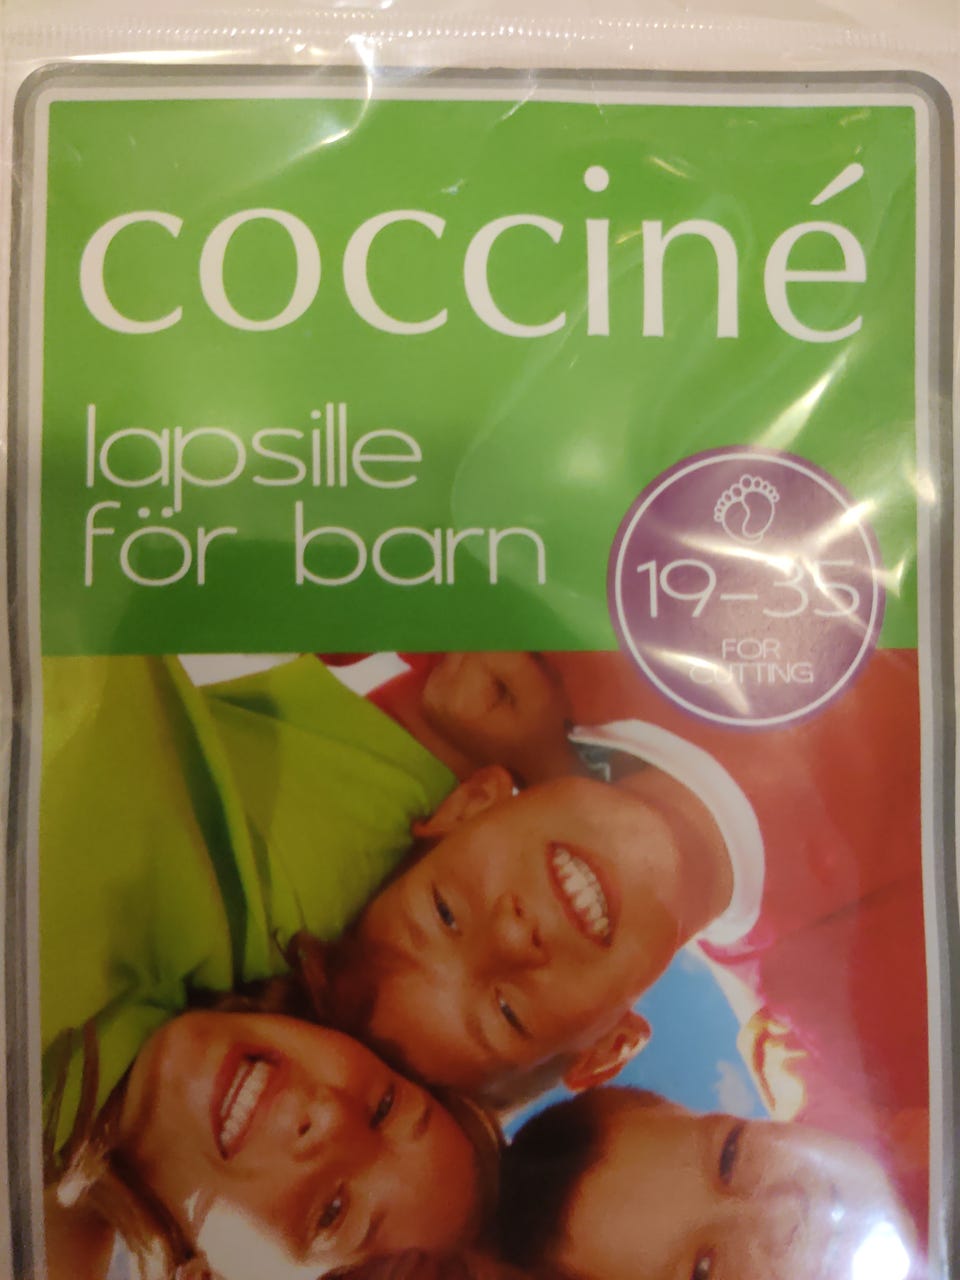 cocciné
lapsille
för barn
19-35
FOR
CUTTING